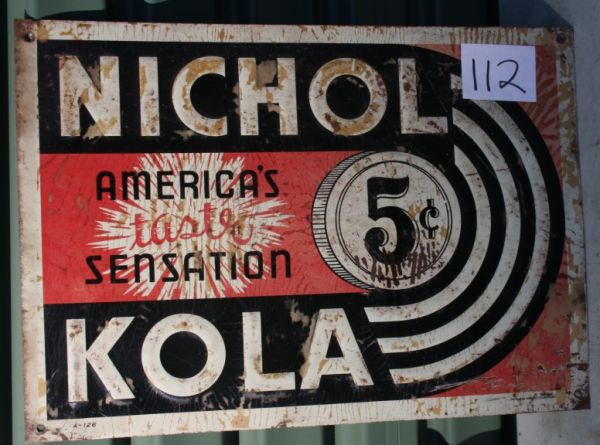 NICHOL
112
AMERICA'S
taste
SENSATION
5¢
KOLA
A-126